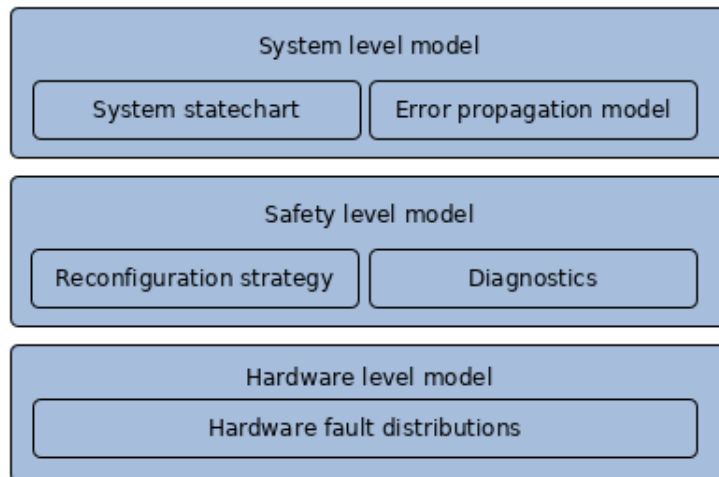 System level model
System statechart
Error propagation model
Safety level model
Reconfiguration strategy
Diagnostics
Hardware level model
Hardware fault distributions